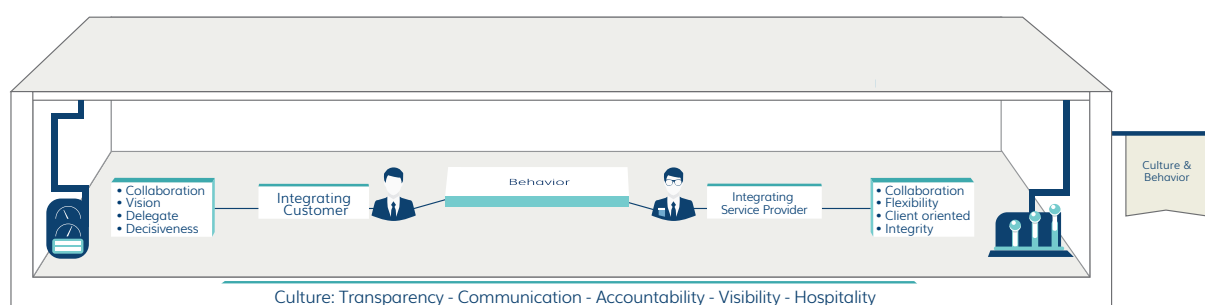 Culture &
Behavior
Behavior
• Collaboration
• Vision
• Delegate
• Decisiveness
Integrating
Customer
Integrating
Service Provider
• Collaboration
• Flexibility
• Client oriented
• Integrity
Culture: Transparency - Communication - Accountability - Visibility - Hospitality